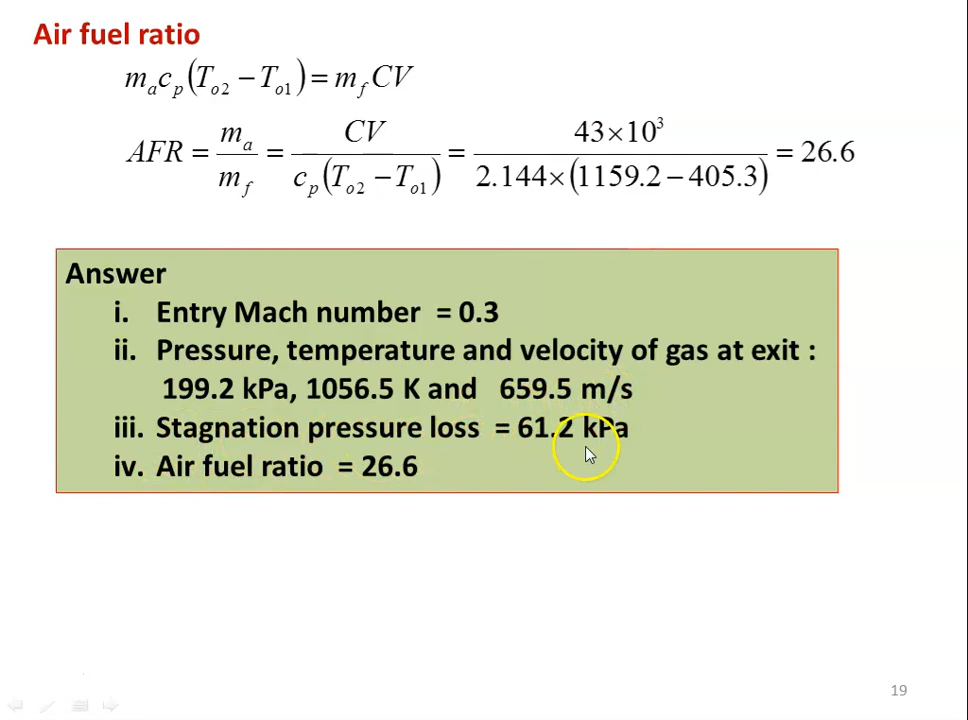 Air fuel ratio
m_a c_p (T_o2 − T_o1) = m_f CV
AFR = m_a / m_f = CV / c_p (T_o2 − T_o1) = 43×10³ / 2.144×(1159.2 − 405.3) = 26.6
Answer
i. Entry Mach number = 0.3
ii. Pressure, temperature and velocity of gas at exit :
199.2 kPa, 1056.5 K and 659.5 m/s
iii. Stagnation pressure loss = 61.2 kPa
iv. Air fuel ratio = 26.6
19